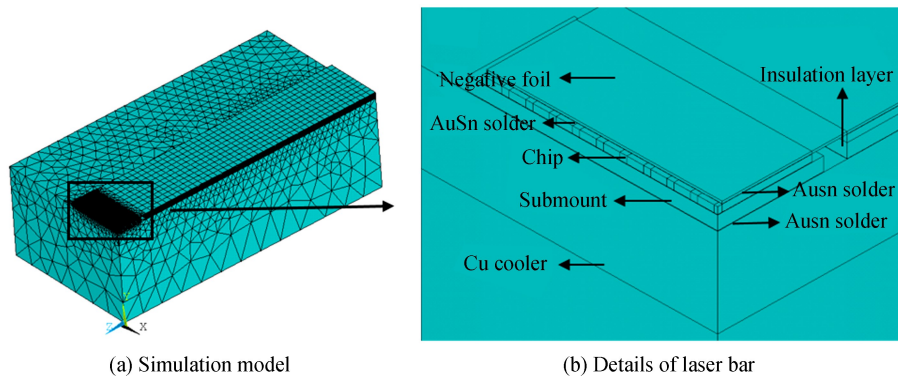 Negative foil
Insulation layer
AuSn solder
Chip
Submount
Ausn solder
Ausn solder
Cu cooler
Y
Z
X
(a) Simulation model
(b) Details of laser bar